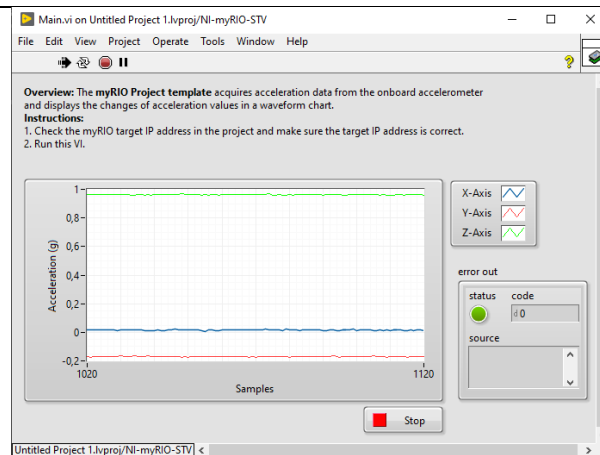 Main.vi on Untitled Project 1.lvproj/NI-myRIO-STV
File Edit View Project Operate Tools Window Help
Overview: The myRIO Project template acquires acceleration data from the onboard accelerometer
and displays the changes of acceleration values in a waveform chart.
Instructions:
1. Check the myRIO target IP address in the project and make sure the target IP address is correct.
2. Run this VI.
1
0,8
0,6
0,4
0,2
0
-0,2
Acceleration (g)
1020
1120
Samples
X-Axis
Y-Axis
Z-Axis
error out
status code
d 0
source
Stop
Untitled Project 1.lvproj/NI-myRIO-STV